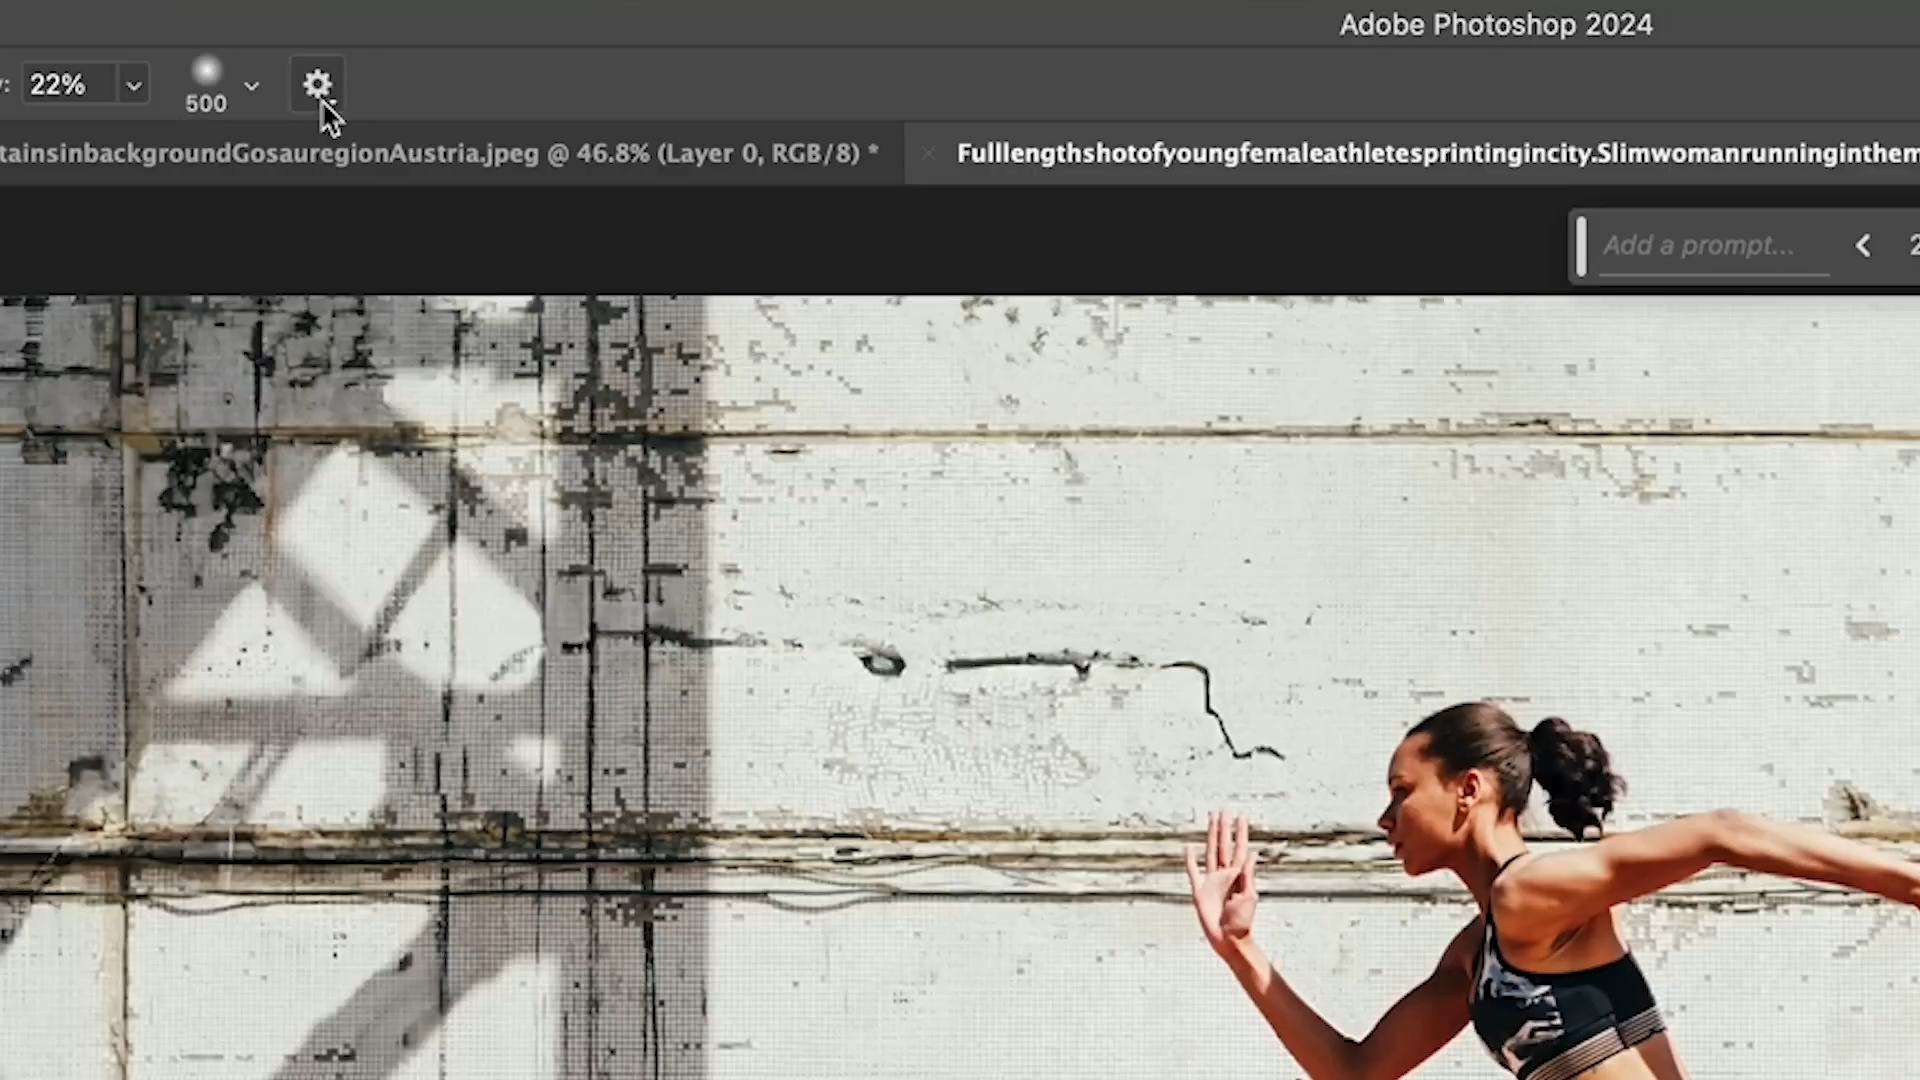 Adobe Photoshop 2024
22%
500
tainsinbackgroundGosauregionAustria.jpeg @ 46.8% (Layer 0, RGB/8) *
Fulllengthshotofyoungfemaleathletesprintingincity.Slimwomanrunninginthem
Add a prompt...